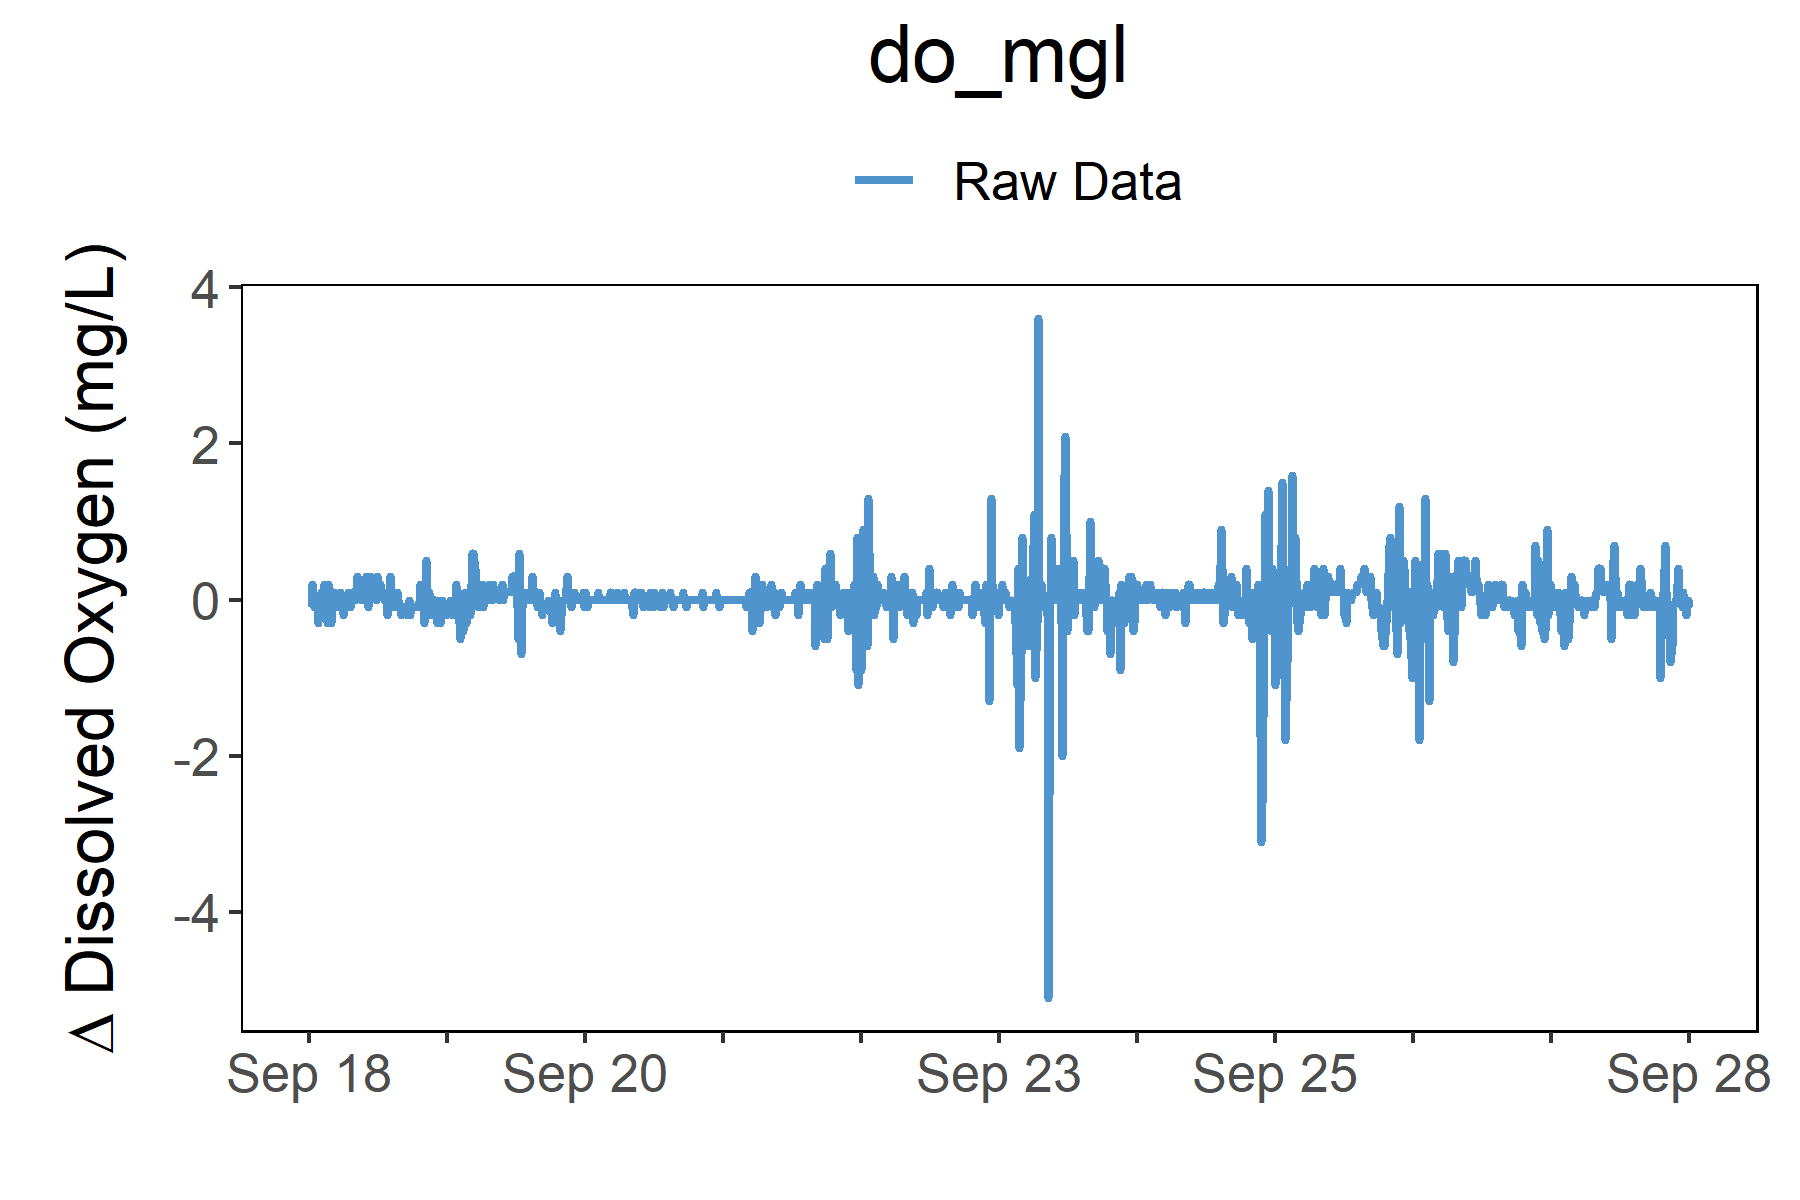 do_mgl
Raw Data
Δ Dissolved Oxygen (mg/L)
4
2
0
-2
-4
Sep 18
Sep 20
Sep 23
Sep 25
Sep 28